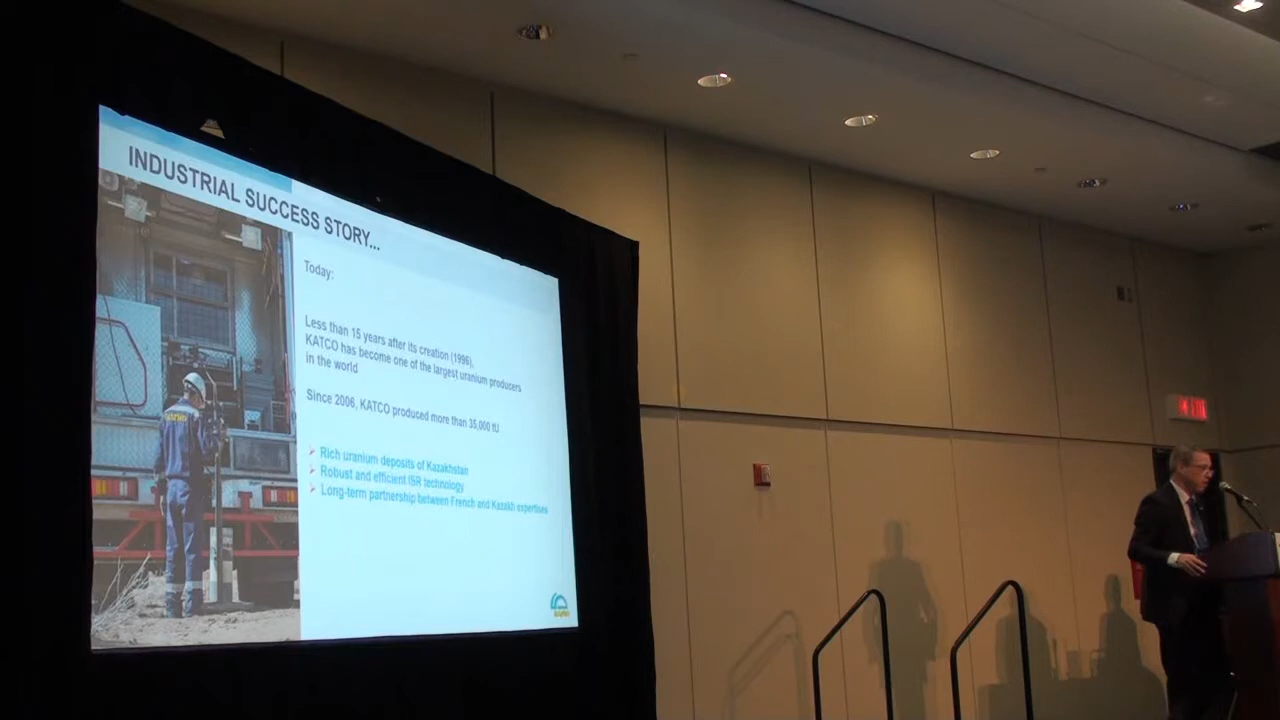 INDUSTRIAL SUCCESS STORY...
Today:
Less than 15 years after its creation (1996),
KATCO has become one of the largest uranium producers
in the world
Since 2006, KATCO produced more than 35,000 tU
Rich uranium deposits of Kazakhstan
Robust and efficient ISR technology
Long-term partnership between French and Kazakh expertises
EXIT